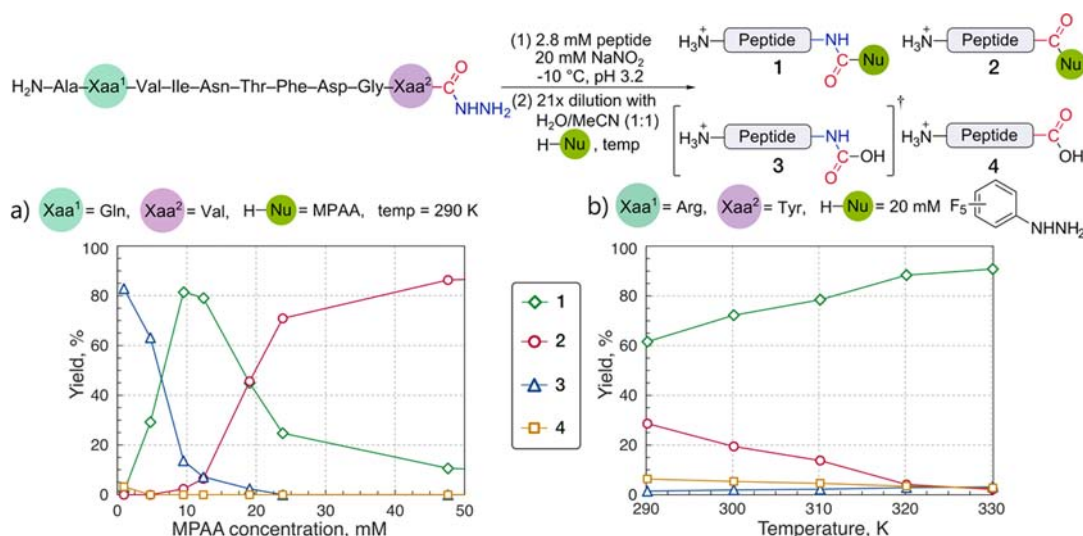 H₂N–Ala–Xaa¹–Val–Ile–Asn–Thr–Phe–Asp–Gly–Xaa²
C
O
NHNH₂
(1) 2.8 mM peptide
20 mM NaNO₂
-10 °C, pH 3.2
(2) 21x dilution with
H₂O/MeCN (1:1)
H–Nu, temp
H₃N⁺ Peptide NH C O Nu
1
H₃N⁺ Peptide C O Nu
2
H₃N⁺ Peptide NH C O OH †
3
H₃N⁺ Peptide C O OH
4
a) Xaa¹ = Gln, Xaa² = Val, H–Nu = MPAA, temp = 290 K
b) Xaa¹ = Arg, Xaa² = Tyr, H–Nu = 20 mM F₅ NHNH₂
Yield, %
100
80
60
40
20
0
0 10 20 30 40 50
MPAA concentration, mM
1
2
3
4
Yield, %
100
80
60
40
20
0
290 300 310 320 330
Temperature, K